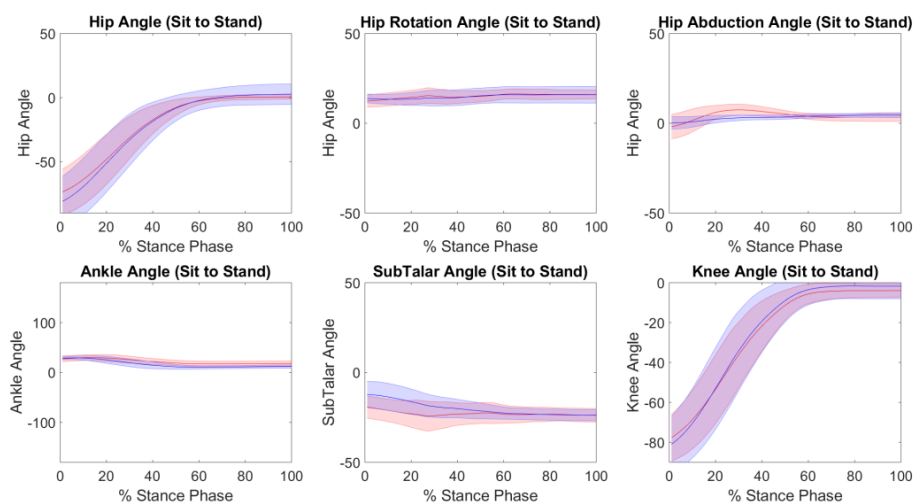 Hip Angle (Sit to Stand)
Hip Rotation Angle (Sit to Stand)
Hip Abduction Angle (Sit to Stand)
50
0
-50
Hip Angle
0 20 40 60 80 100
% Stance Phase
50
0
-50
Hip Angle
0 20 40 60 80 100
% Stance Phase
50
0
-50
Hip Angle
0 20 40 60 80 100
% Stance Phase
Ankle Angle (Sit to Stand)
SubTalar Angle (Sit to Stand)
Knee Angle (Sit to Stand)
100
0
-100
Ankle Angle
0 20 40 60 80 100
% Stance Phase
50
0
-50
SubTalar Angle
0 20 40 60 80 100
% Stance Phase
0
-20
-40
-60
-80
Knee Angle
0 20 40 60 80 100
% Stance Phase